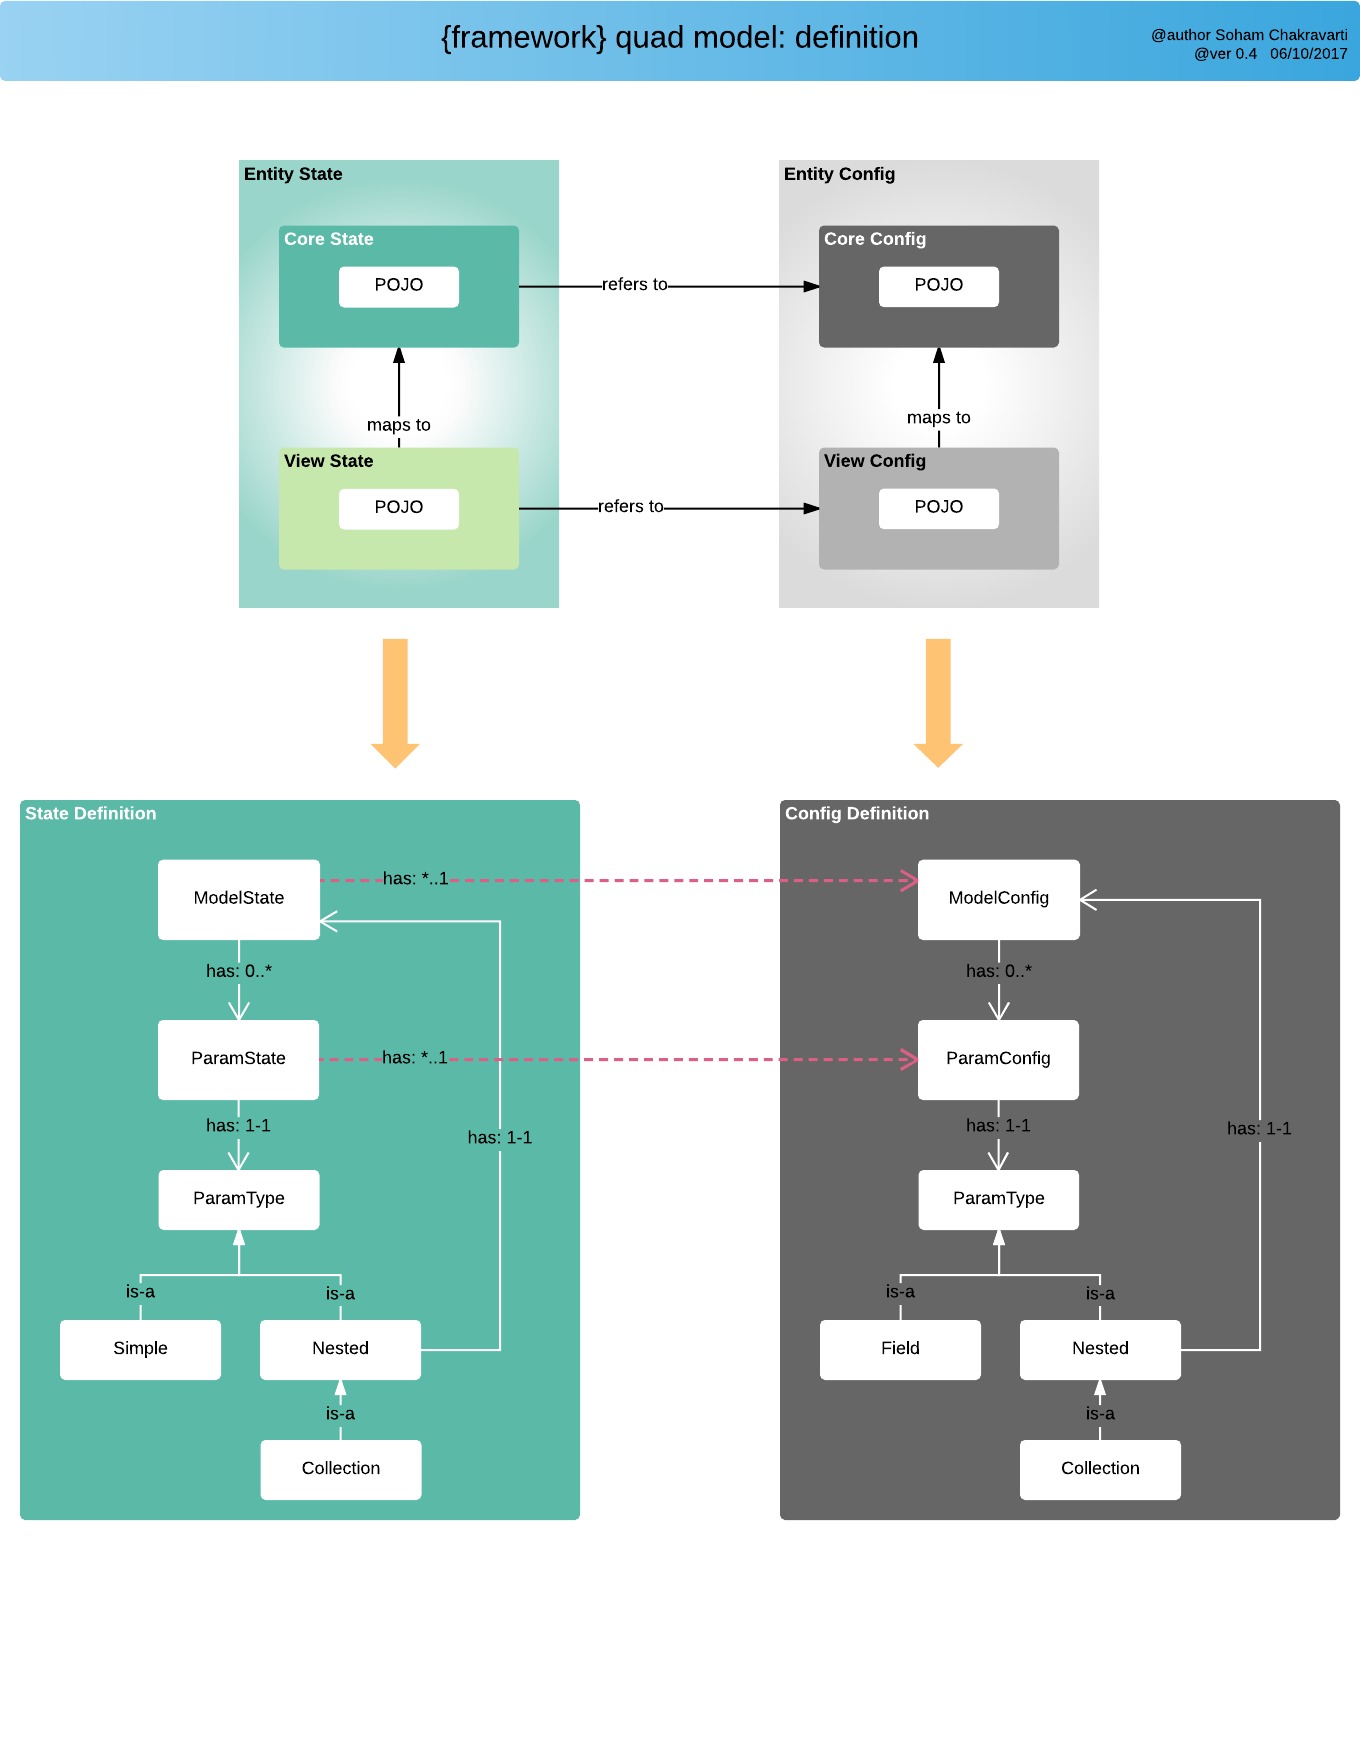 {framework} quad model: definition
@author Soham Chakravarti
@ver 0.4 06/10/2017
Entity State
Entity Config
Core State
Core Config
POJO
refers to
POJO
maps to
maps to
View State
View Config
POJO
refers to
POJO
State Definition
Config Definition
ModelState
has: *..1
ModelConfig
has: 0..*
has: 0..*
ParamState
has: *..1
ParamConfig
has: 1-1
has: 1-1
has: 1-1
has: 1-1
ParamType
ParamType
is-a
is-a
is-a
is-a
Simple
Nested
Field
Nested
is-a
is-a
Collection
Collection